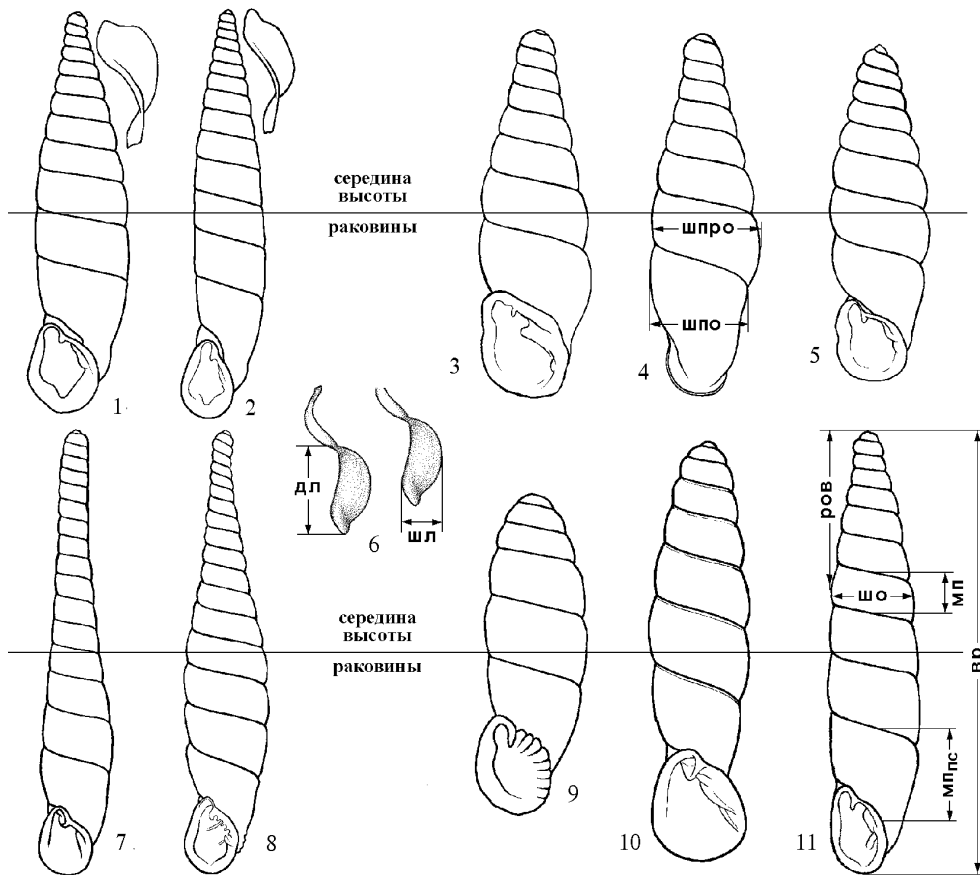 середина
высоты
раковины
шпро
шпо
1
2
3
4
5
дл
шл
6
середина
высоты
раковины
ров
шо
мп
вр
мппс
7
8
9
10
11